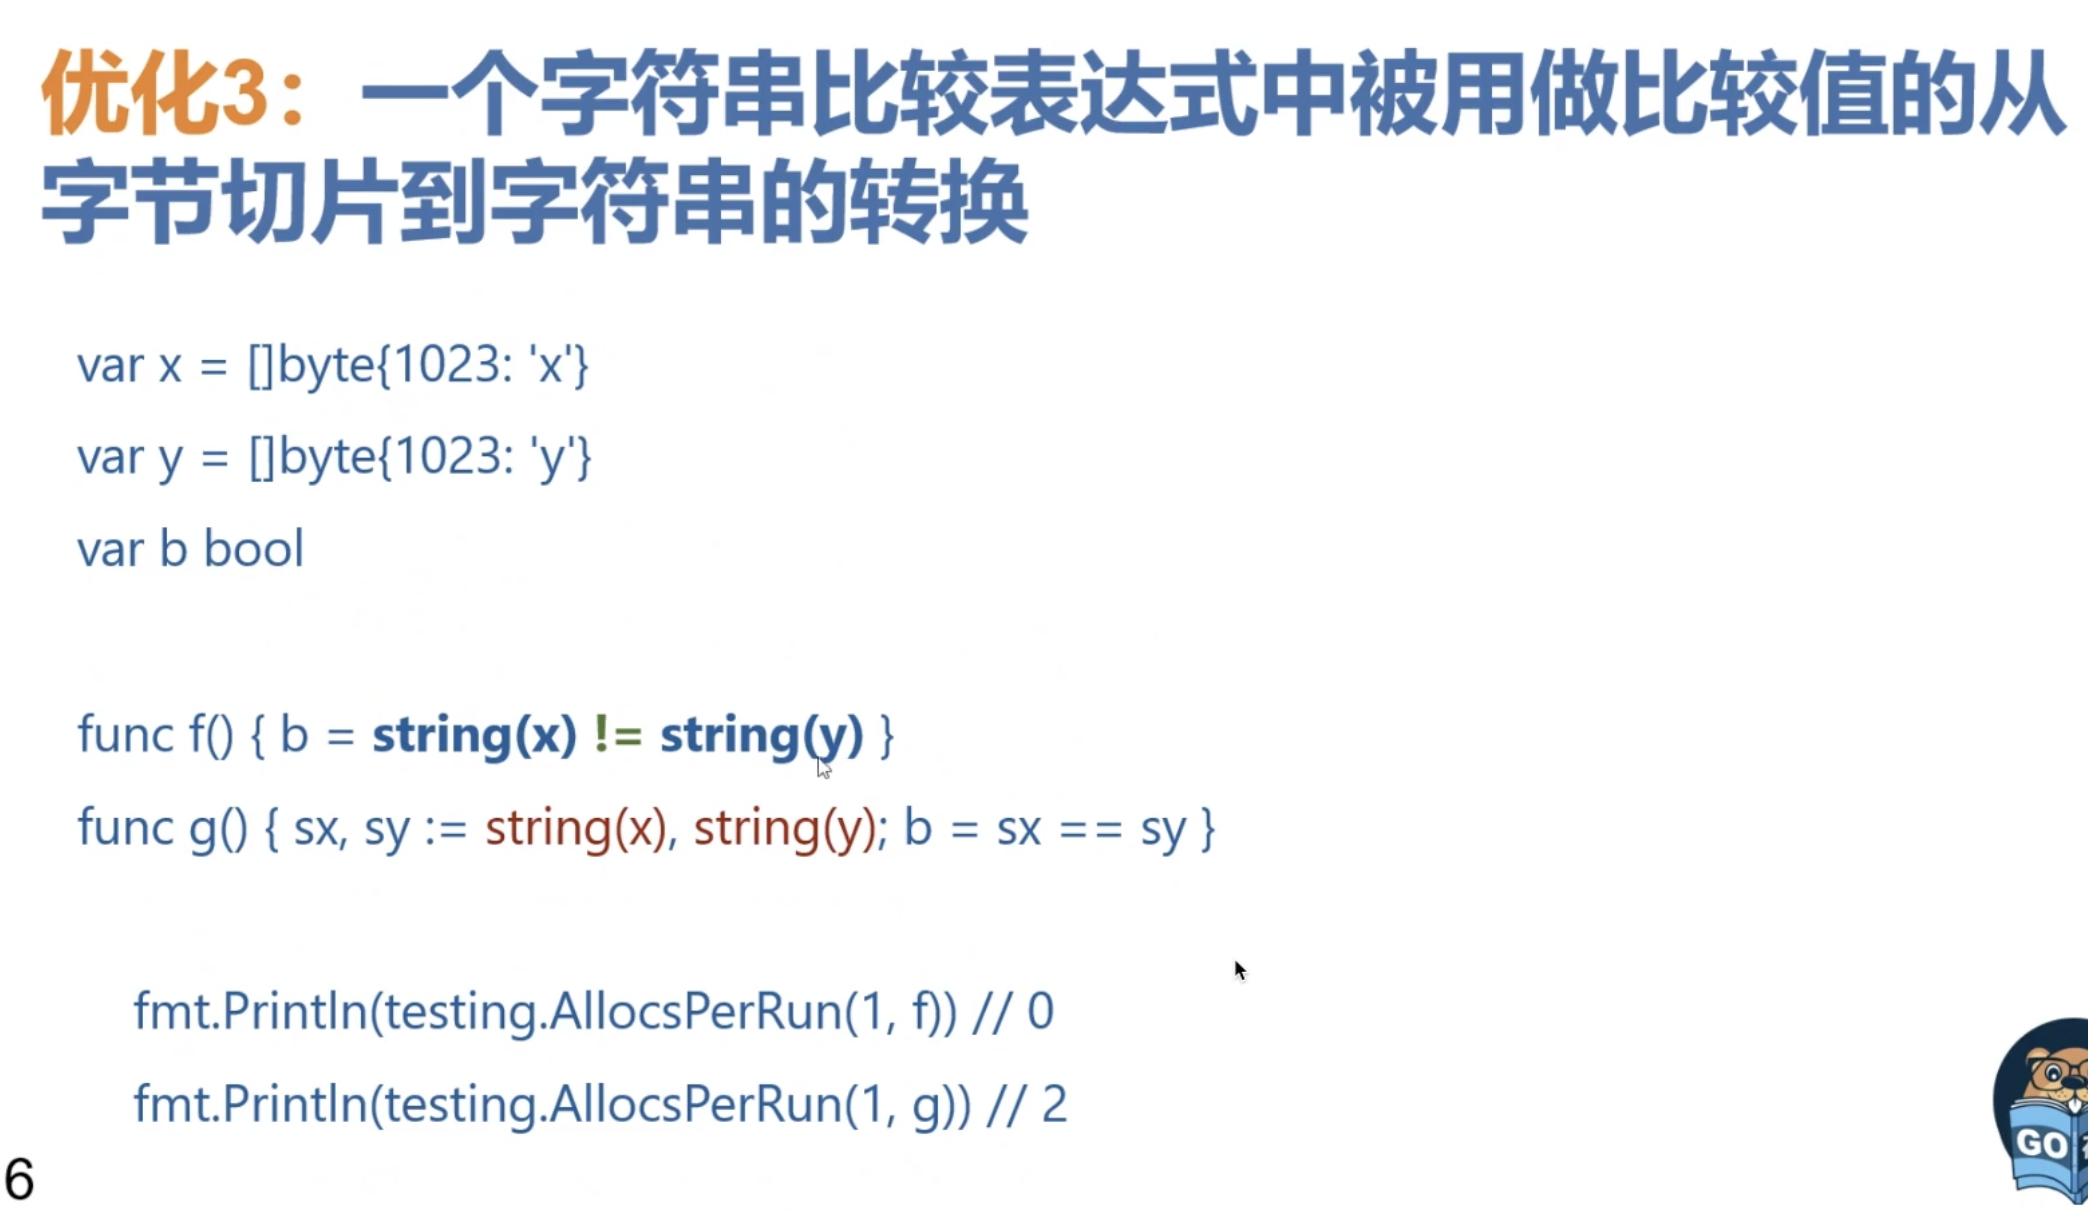 优化3：一个字符串比较表达式中被用做比较值的从
字节切片到字符串的转换
var x = []byte{1023: 'x'}
var y = []byte{1023: 'y'}
var b bool
func f() { b = string(x) != string(y) }
func g() { sx, sy := string(x), string(y); b = sx == sy }
fmt.Println(testing.AllocsPerRun(1, f)) // 0
fmt.Println(testing.AllocsPerRun(1, g)) // 2
6
GO